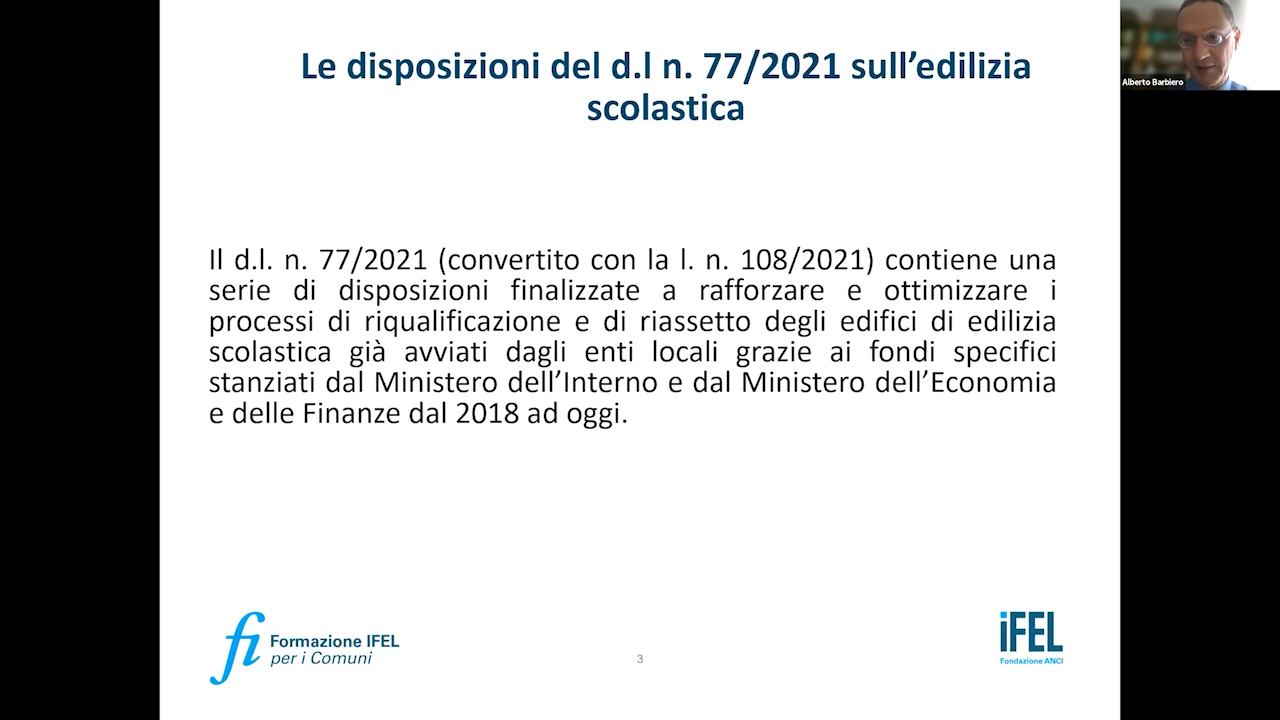 Le disposizioni del d.l n. 77/2021 sull’edilizia
scolastica
Alberto Barbiero
Il d.l. n. 77/2021 (convertito con la l. n. 108/2021) contiene una
serie di disposizioni finalizzate a rafforzare e ottimizzare i
processi di riqualificazione e di riassetto degli edifici di edilizia
scolastica già avviati dagli enti locali grazie ai fondi specifici
stanziati dal Ministero dell’Interno e dal Ministero dell’Economia
e delle Finanze dal 2018 ad oggi.
fi
Formazione IFEL
per i Comuni
3
iFEL
Fondazione ANCI